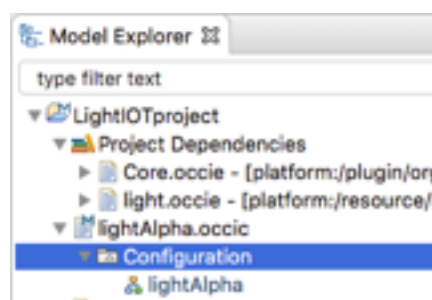 Model Explorer
type filter text
LightIOTproject
Project Dependencies
Core.occie - [platform:/plugin/org
light.occie - [platform:/resource/
lightAlpha.occic
Configuration
lightAlpha